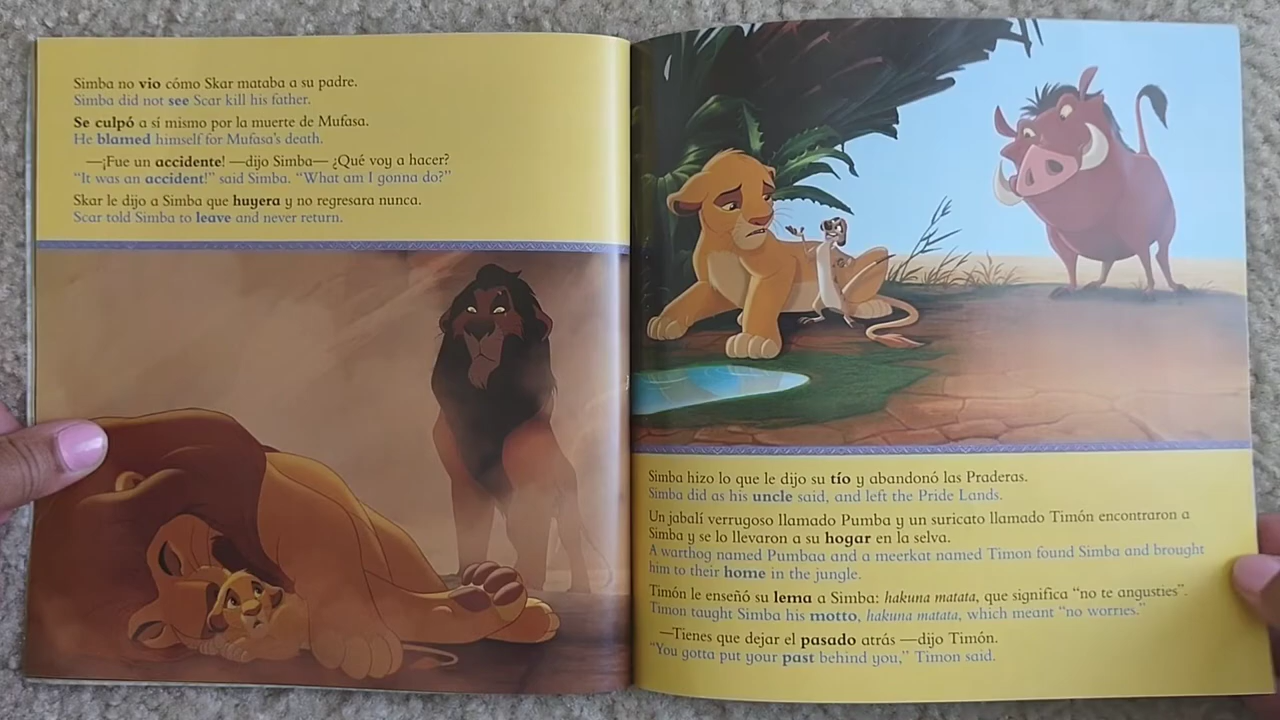 Simba no vio cómo Skar mataba a su padre.
Simba did not see Scar kill his father.
Se culpó a sí mismo por la muerte de Mufasa.
He blamed himself for Mufasa's death.
—¡Fue un accidente! —dijo Simba— ¿Qué voy a hacer?
“It was an accident!” said Simba. “What am I gonna do?”
Skar le dijo a Simba que huyera y no regresara nunca.
Scar told Simba to leave and never return.
Simba hizo lo que le dijo su tío y abandonó las Praderas.
Simba did as his uncle said, and left the Pride Lands.
Un jabalí verrugoso llamado Pumba y un suricato llamado Timón encontraron a
Simba y se lo llevaron a su hogar en la selva.
A warthog named Pumbaa and a meerkat named Timon found Simba and brought
him to their home in the jungle.
Timón le enseñó su lema a Simba: hakuna matata, que significa “no te angusties”.
Timon taught Simba his motto, hakuna matata, which meant “no worries.”
—Tienes que dejar el pasado atrás —dijo Timón.
“You gotta put your past behind you,” Timon said.